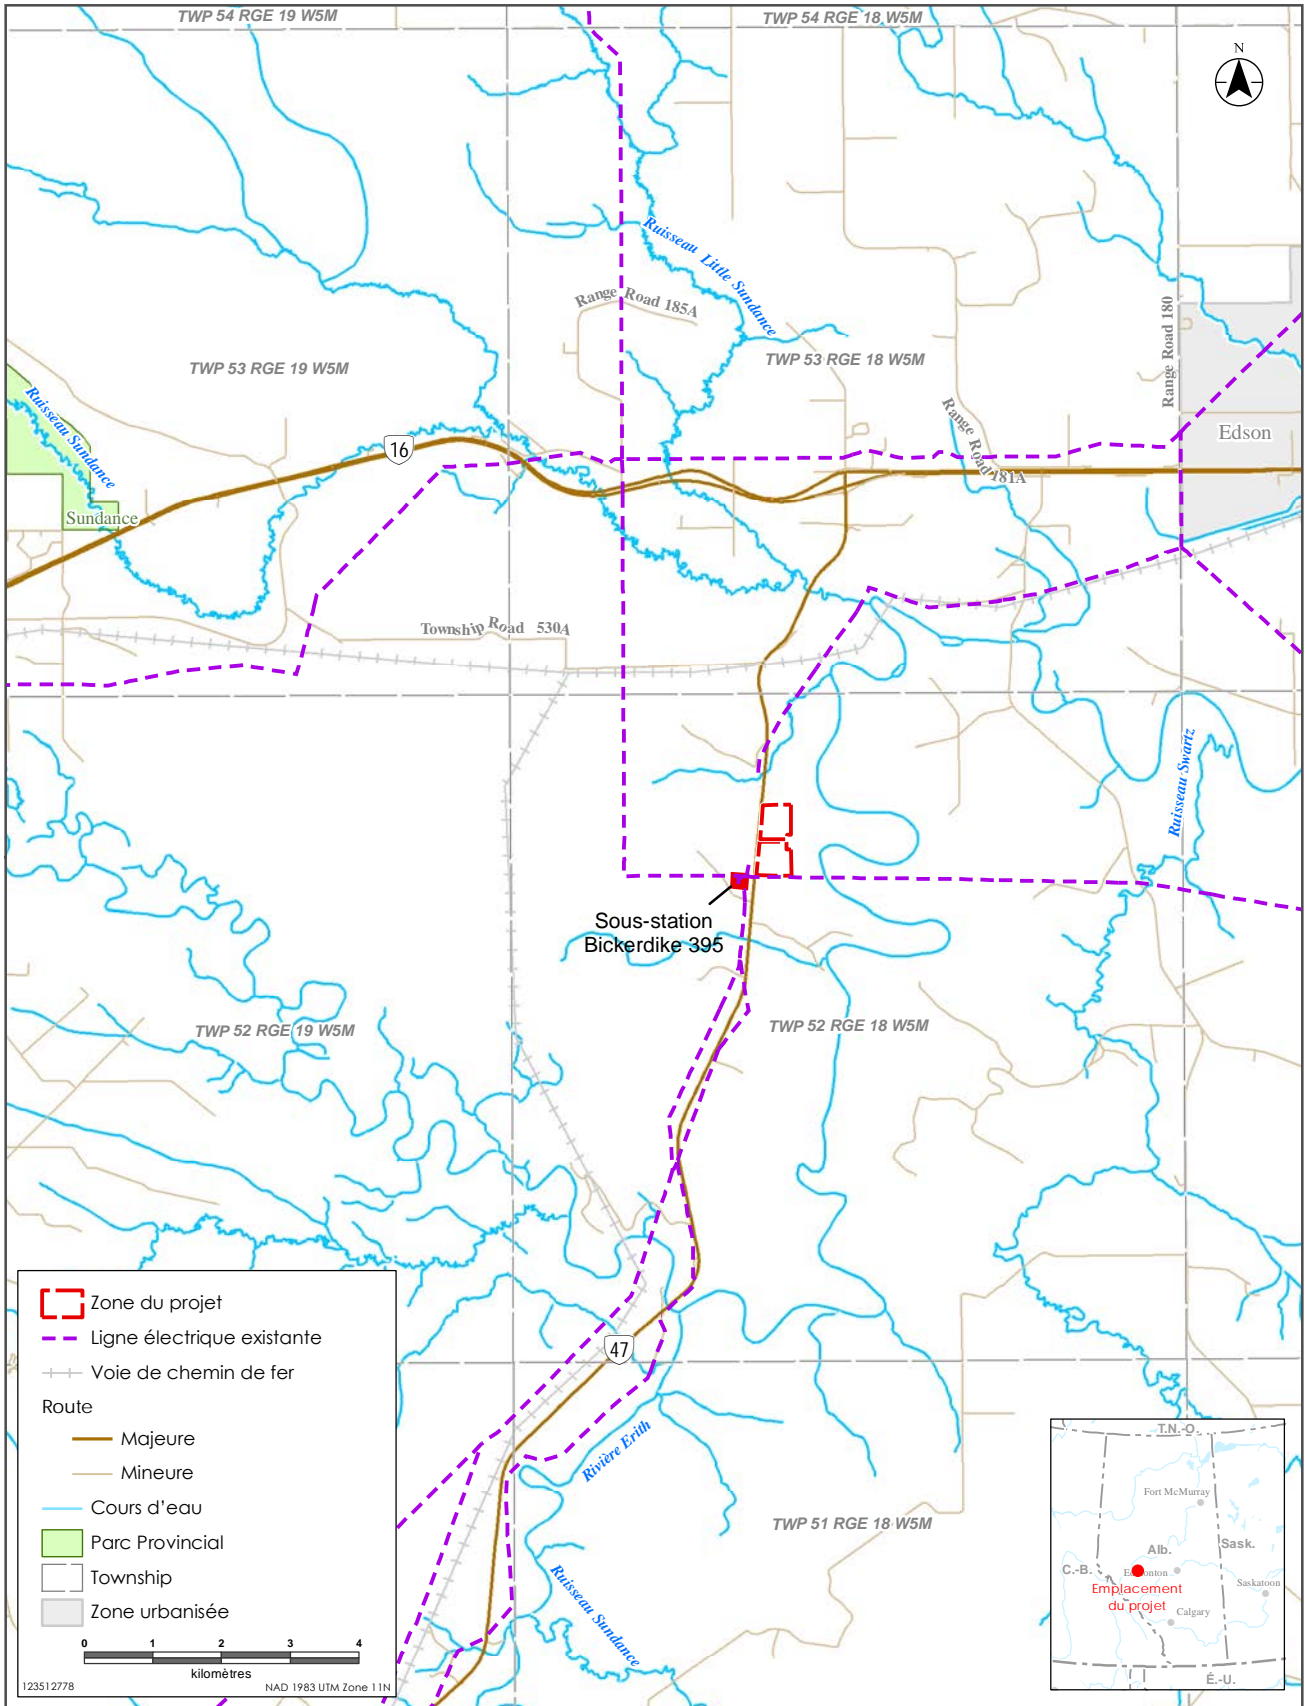 TWP 54 RGE 19 W5M
TWP 54 RGE 18 W5M
N
Ruisseau Little Sundance
Range Road 185A
Range Road 180
TWP 53 RGE 19 W5M
TWP 53 RGE 18 W5M
Ruisseau Sundance
Range Road 181A
Edson
16
Sundance
Township Road 530A
Ruisseau Swartz
Sous-station
Bickerdike 395
TWP 52 RGE 19 W5M
TWP 52 RGE 18 W5M
47
Rivière Erith
TWP 51 RGE 18 W5M
Ruisseau Sundance
Zone du projet
Ligne électrique existante
Voie de chemin de fer
Route
Majeure
Mineure
Cours d'eau
Parc Provincial
Township
Zone urbanisée
0 1 2 3 4
kilomètres
123512778
NAD 1983 UTM Zone 11N
T.N.-O.
Fort McMurray
Alb.
Sask.
C.-B.
Edmonton
Saskatoon
Emplacement
du projet
Calgary
É.-U.